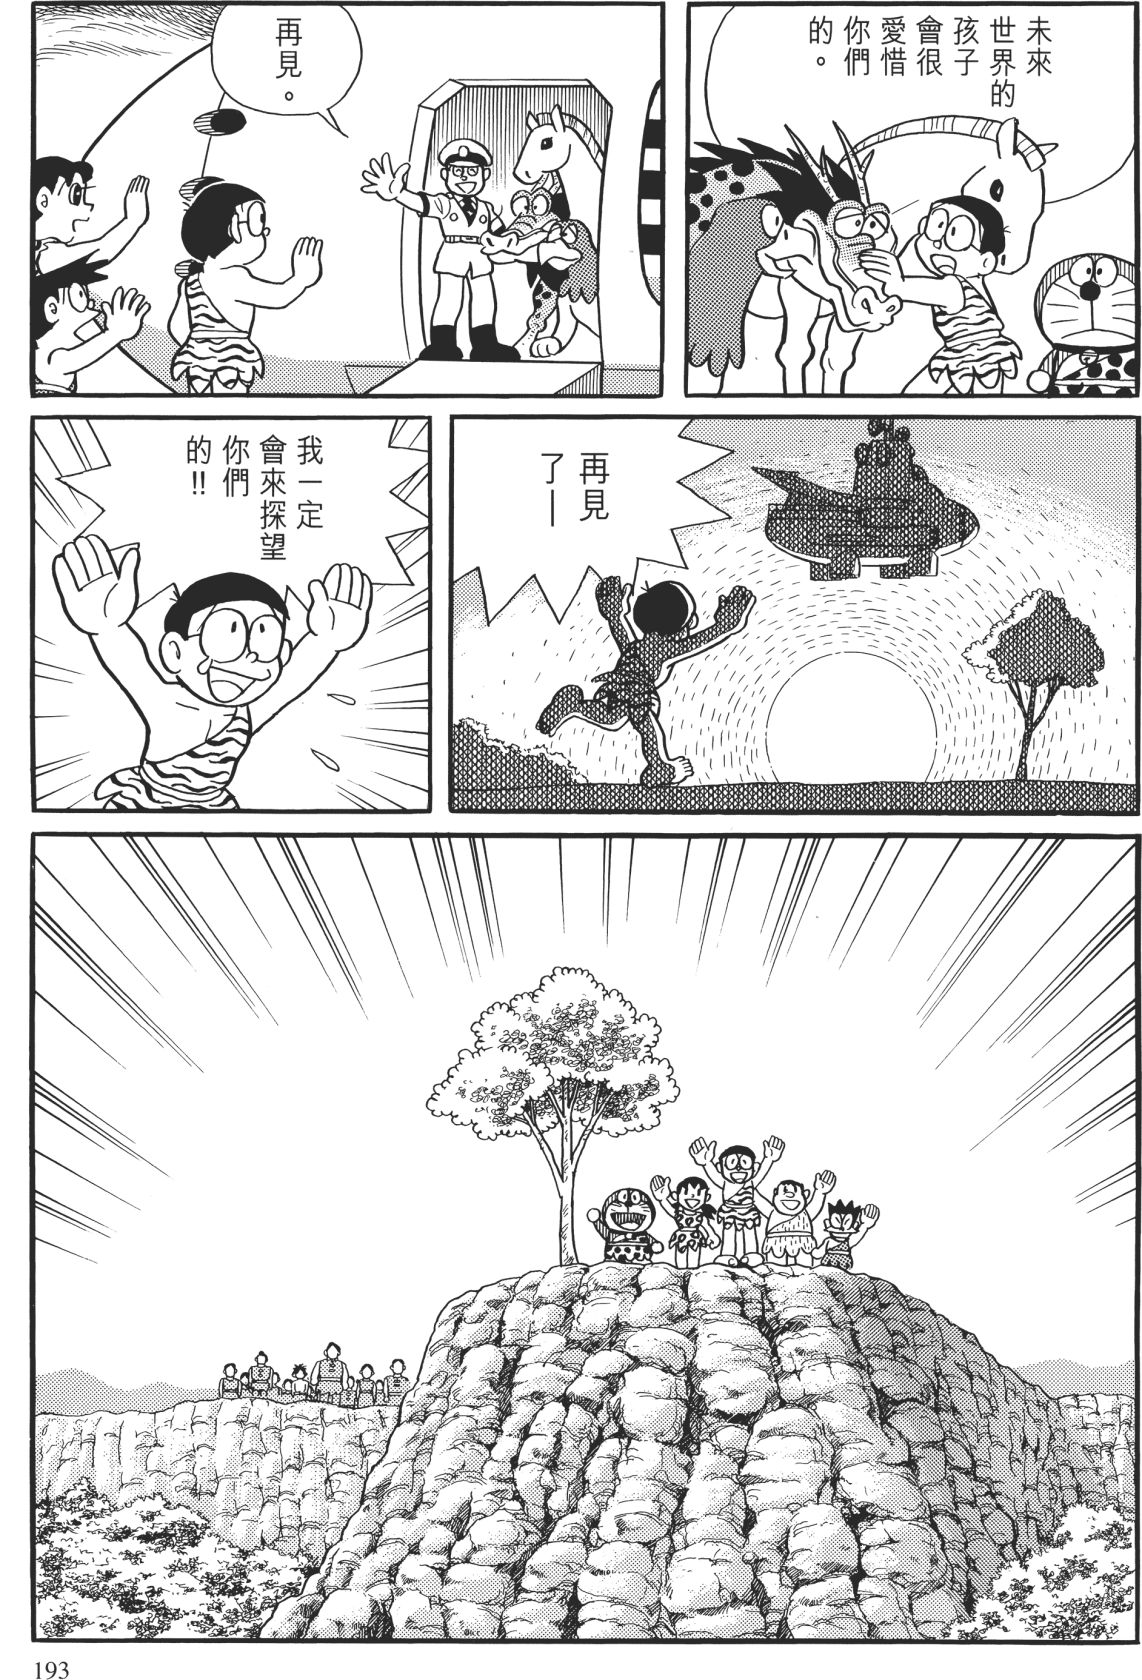 未來
世界的
孩子
會很
愛惜
你們
的。
再見。
再見
了—
我一定
會來探望
你們
的!!
193